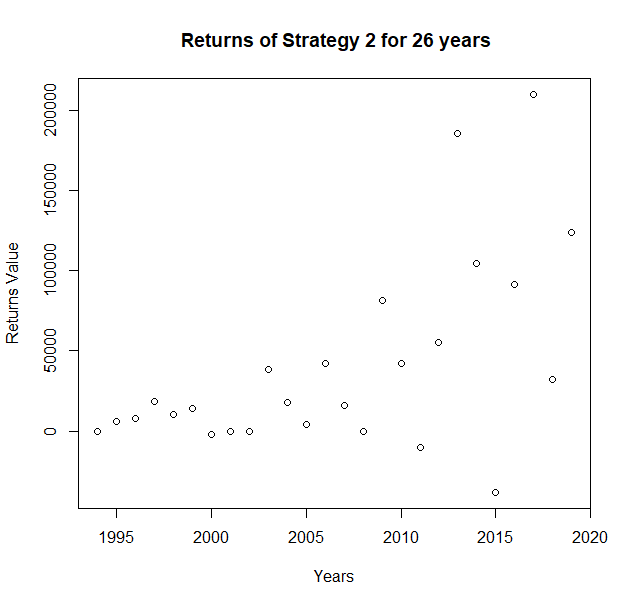 Returns of Strategy 2 for 26 years
200000
150000
100000
50000
0
Returns Value
1995 2000 2005 2010 2015 2020
Years